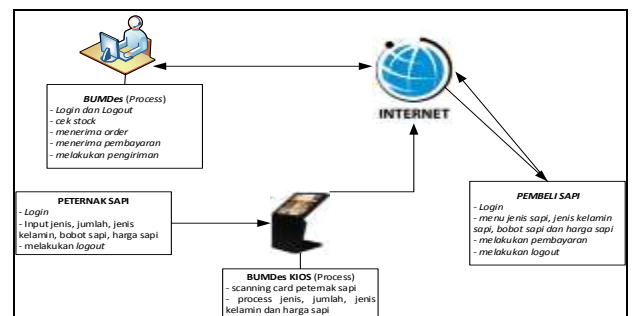 BUMDes (Process)
- Login dan Logout
- cek stock
- menerima order
- menerima pembayaran
- melakukan pengiriman
INTERNET
PETERNAK SAPI
- Login
- Input jenis, jumlah, jenis
kelamin, bobot sapi, harga sapi
- melakukan logout
PEMBELI SAPI
- Login
- menu jenis sapi, jenis kelamin
sapi, bobot sapi dan harga sapi
- melakukan pembayaran
- melakukan logout
BUMDes KIOS (Process)
- scanning card peternak sapi
- process jenis, jumlah, jenis
kelamin dan harga sapi